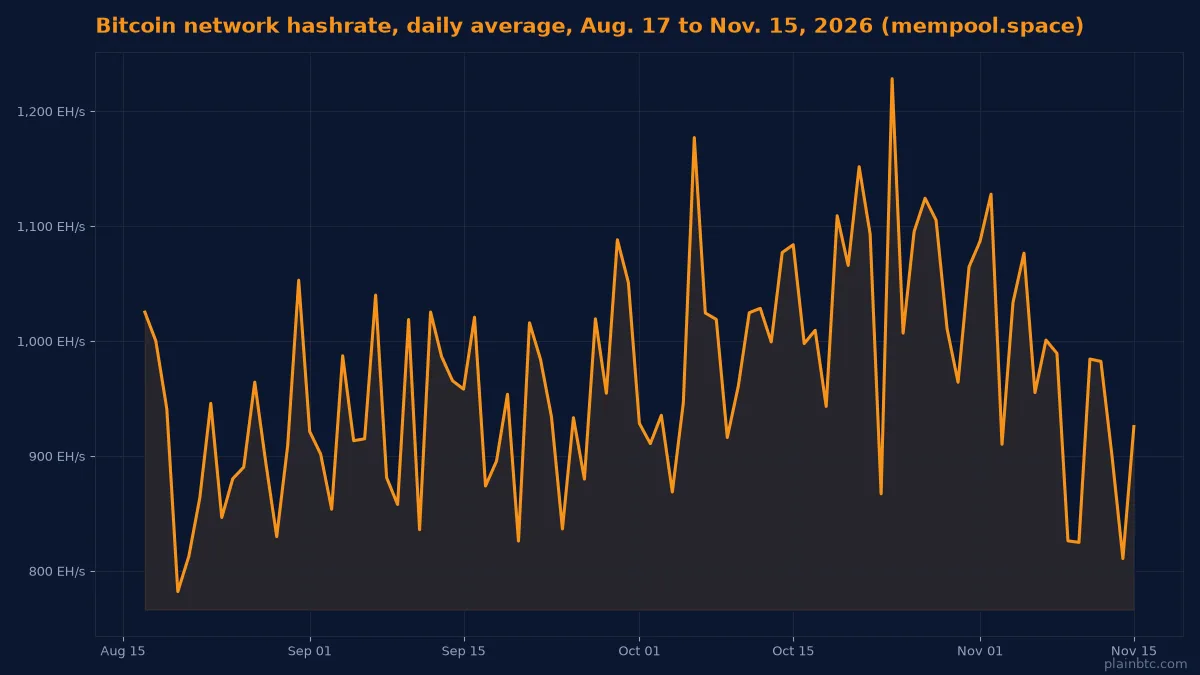 Bitcoin network hashrate, daily average, Aug. 17 to Nov. 15, 2026 (mempool.space)
1,200 EH/s
1,100 EH/s
1,000 EH/s
900 EH/s
800 EH/s
Aug 15 Sep 01 Sep 15 Oct 01 Oct 15 Nov 01 Nov 15
plainbtc.com